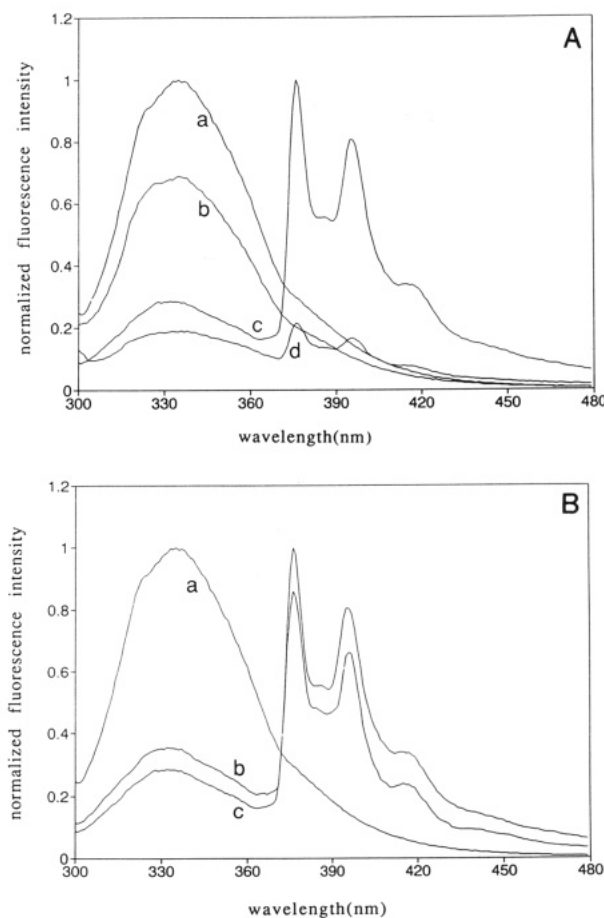 A
normalized fluorescence intensity
1.2
1
0.8
0.6
0.4
0.2
0
a
b
c
d
300 330 360 390 420 450 480
wavelength(nm)
B
normalized fluorescence intensity
1.2
1
0.8
0.6
0.4
0.2
0
a
b
c
300 330 360 390 420 450 480
wavelength(nm)